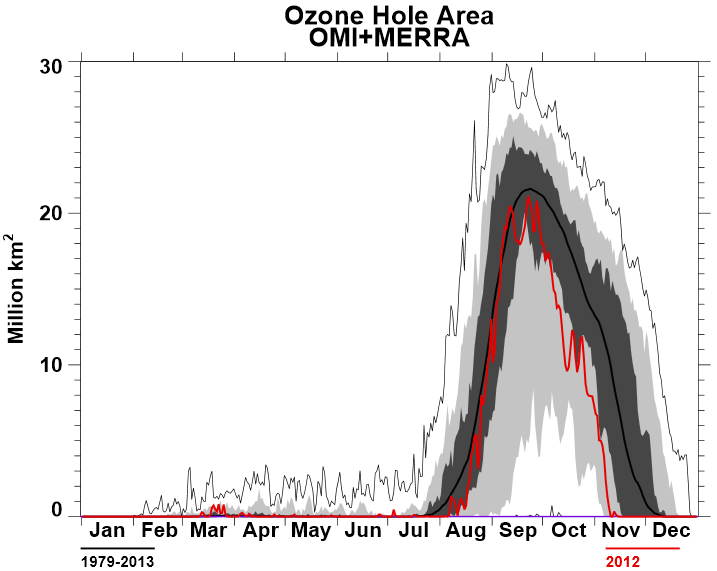 Ozone Hole Area
OMI+MERRA
30
20
10
0
Million km²
Jan Feb Mar Apr May Jun Jul Aug Sep Oct Nov Dec
1979-2013 2012